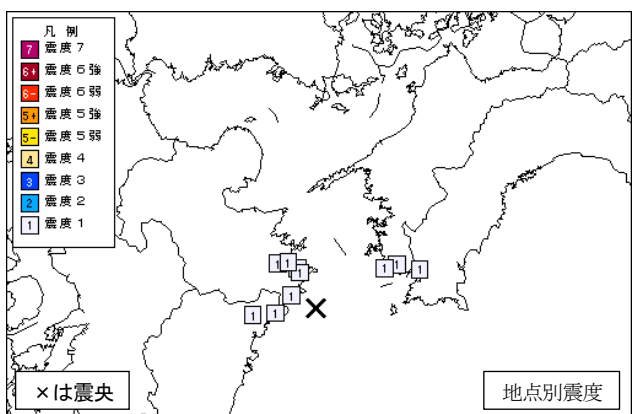 凡 例
7 震度7
6+ 震度6強
6- 震度6弱
5+ 震度5強
5- 震度5弱
4 震度4
3 震度3
2 震度2
1 震度1
1 1
1
1 1 1
1
1 1
×
×は震央
地点別震度